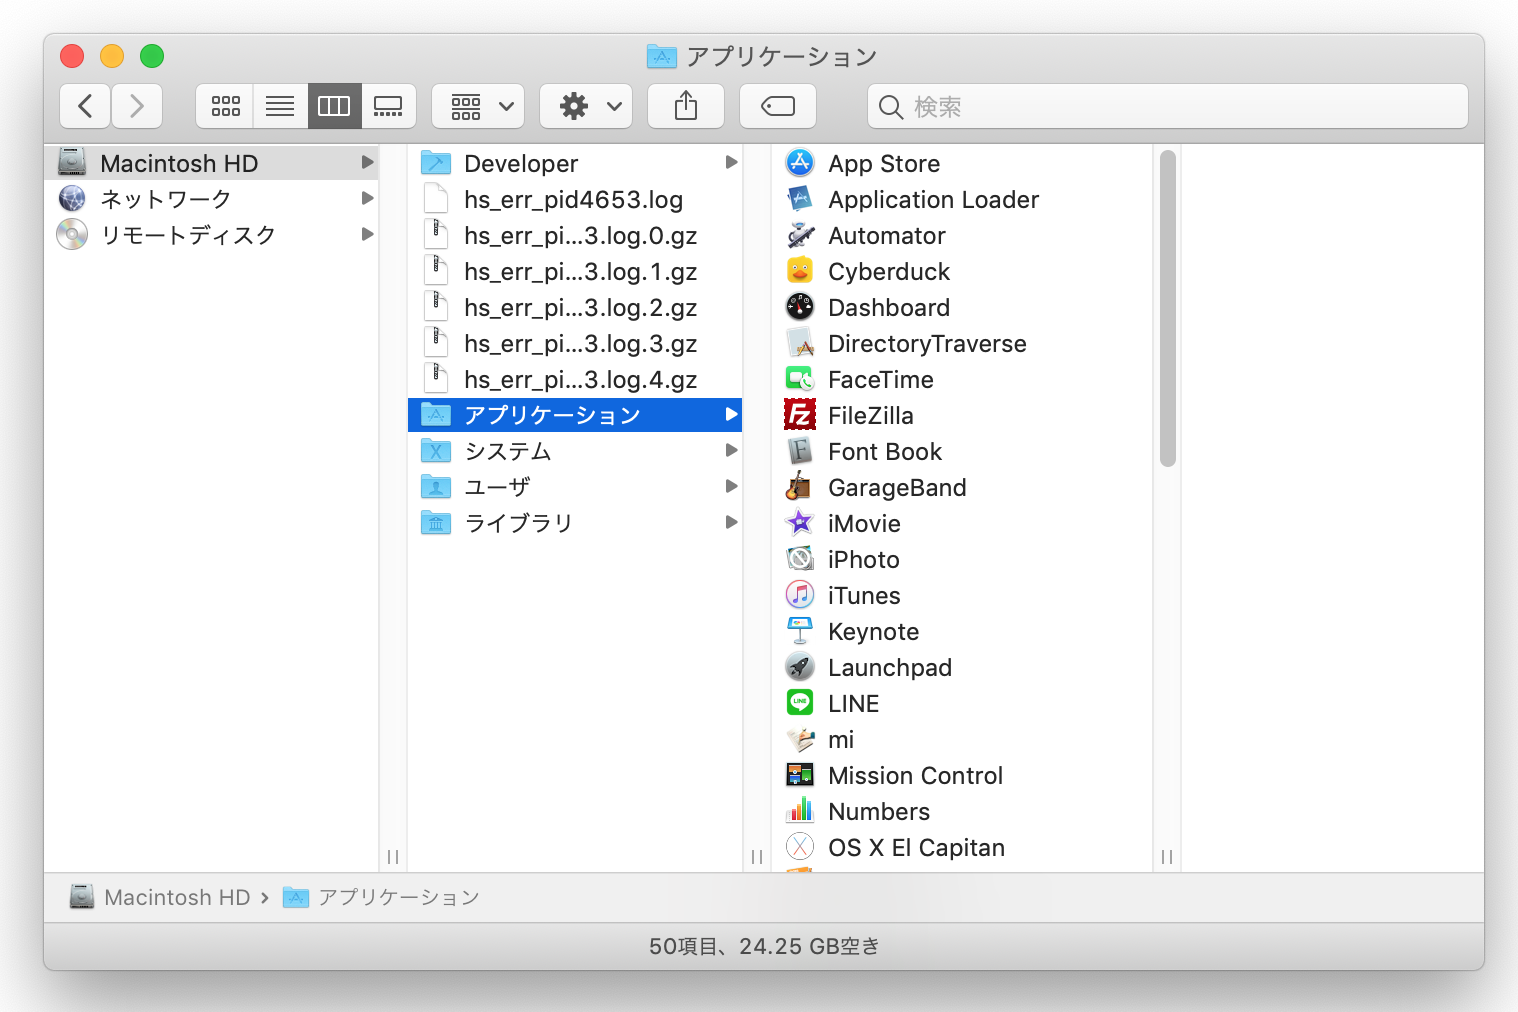 アプリケーション
検索
Macintosh HD
ネットワーク
リモートディスク
Developer
hs_err_pid4653.log
hs_err_pi...3.log.0.gz
hs_err_pi...3.log.1.gz
hs_err_pi...3.log.2.gz
hs_err_pi...3.log.3.gz
hs_err_pi...3.log.4.gz
アプリケーション
システム
ユーザ
ライブラリ
App Store
Application Loader
Automator
Cyberduck
Dashboard
DirectoryTraverse
FaceTime
FileZilla
Font Book
GarageBand
iMovie
iPhoto
iTunes
Keynote
Launchpad
LINE
mi
Mission Control
Numbers
OS X El Capitan
Macintosh HD › アプリケーション
50項目、24.25 GB空き